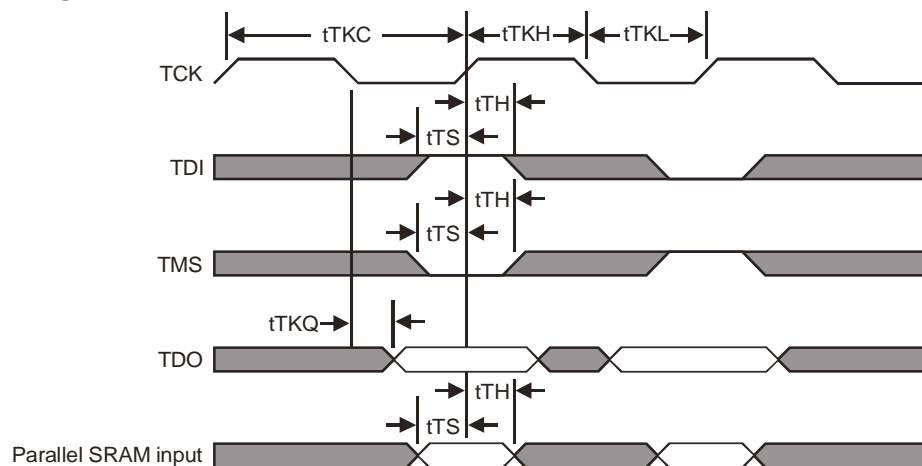 tTKC
tTKH
tTKL
TCK
tTH
tTS
TDI
tTH
tTS
TMS
tTKQ
TDO
tTH
tTS
Parallel SRAM input